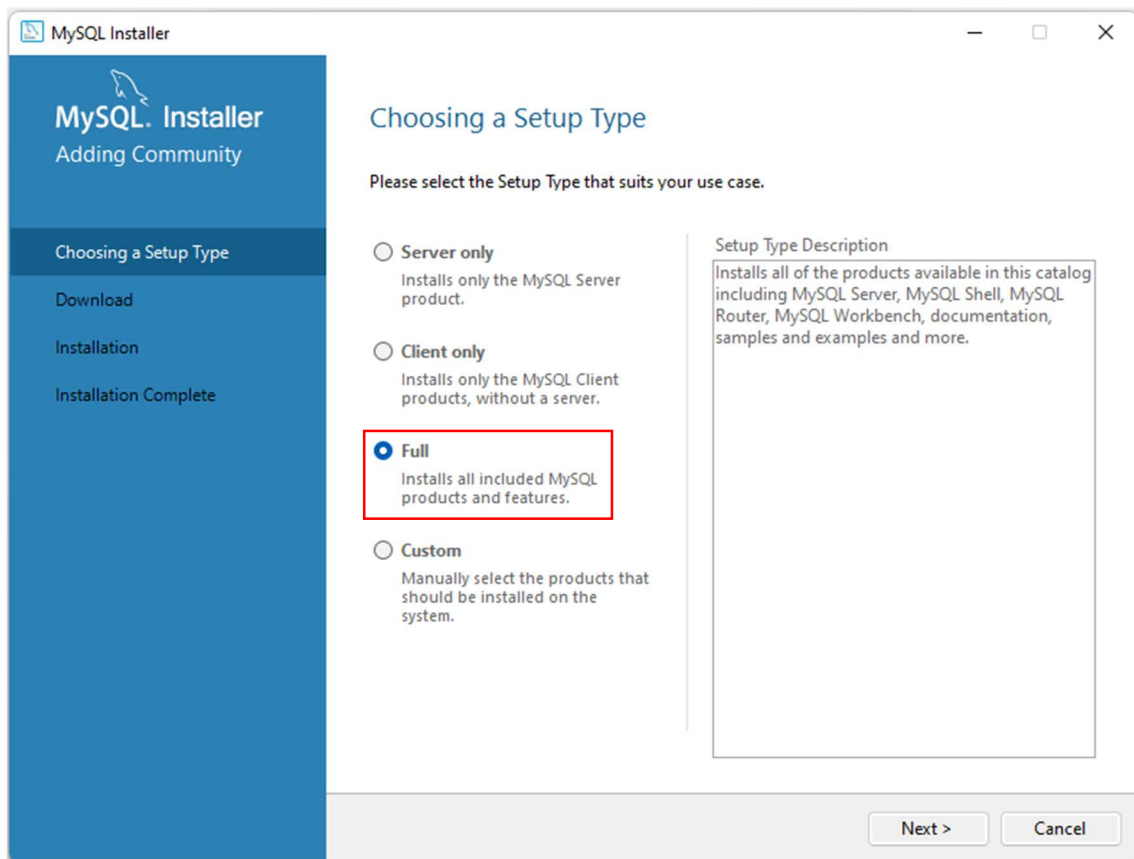 MySQL Installer
MySQL. Installer
Adding Community
Choosing a Setup Type
Download
Installation
Installation Complete
Choosing a Setup Type
Please select the Setup Type that suits your use case.
Server only
Installs only the MySQL Server
product.
Client only
Installs only the MySQL Client
products, without a server.
Full
Installs all included MySQL
products and features.
Custom
Manually select the products that
should be installed on the
system.
Setup Type Description
Installs all of the products available in this catalog
including MySQL Server, MySQL Shell, MySQL
Router, MySQL Workbench, documentation,
samples and examples and more.
Next >
Cancel